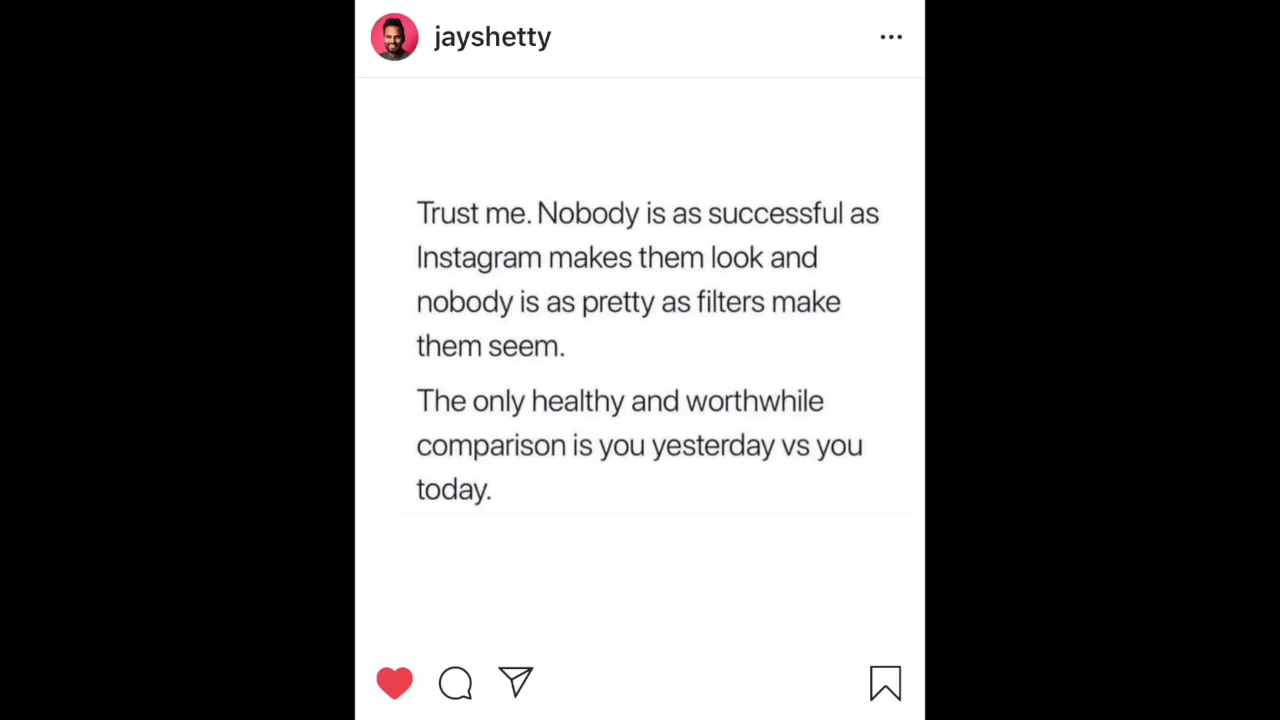 jayshetty
Trust me. Nobody is as successful as
Instagram makes them look and
nobody is as pretty as filters make
them seem.
The only healthy and worthwhile
comparison is you yesterday vs you
today.